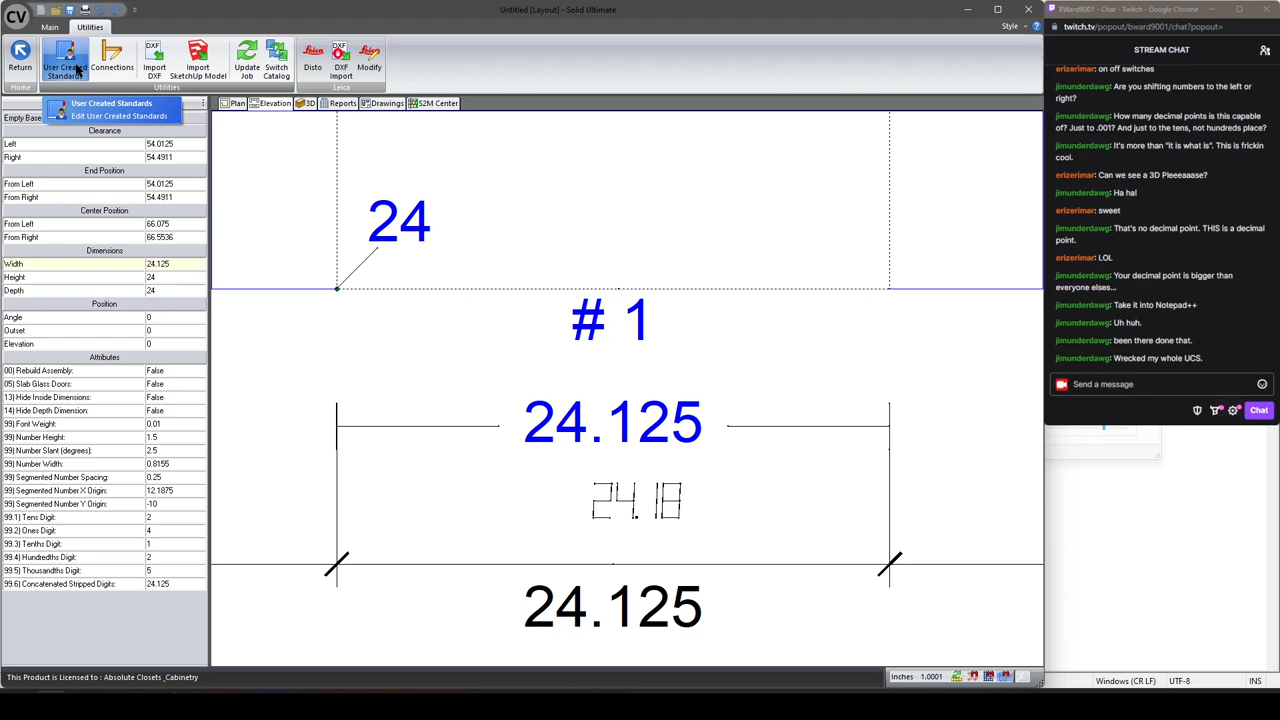 CV
Untitled [Layout] - Solid Ultimate
BWard9001 - Chat - Twitch - Google Chrome
Main
Utilities
Style
twitch.tv/popout/bward9001/chat?popout=
Return
User Created
Standards
Connections
Import
DXF
Import
SketchUp Model
Update
Job
Switch
Catalog
Leica
Disto
DXF
Import
Leica
Modify
Home
Utilities
Leica
User Created Standards
Edit User Created Standards
Plan
Elevation
3D
Reports
Drawings
S2M Center
Empty Base
Clearance
Left 54.0125
Right 54.4911
End Position
From Left 54.0125
From Right 54.4911
Center Position
From Left 66.075
From Right 66.5536
Dimensions
Width 24.125
Height 24
Depth 24
Position
Angle 0
Outset 0
Elevation 0
Attributes
00) Rebuild Assembly: False
05) Slab Glass Doors: False
13) Hide Inside Dimensions: False
14) Hide Depth Dimension: False
99) Font Weight: 0.01
99) Number Height: 1.5
99) Number Slant (degrees): 2.5
99) Number Width: 0.8155
99) Segmented Number Spacing: 0.25
99) Segmented Number X Origin: 12.1875
99) Segmented Number Y Origin: -10
99.1) Tens Digit: 2
99.2) Ones Digit: 4
99.3) Tenths Digit: 1
99.4) Hundredths Digit: 2
99.5) Thousandths Digit: 5
99.6) Concatenated Stripped Digits: 24.125
24
# 1
24.125
24.18
24.125
This Product is Licensed to : Absolute Closets _Cabinetry
Inches 1.0001
STREAM CHAT
erizerimar: on off switches
jimunderdawg: Are you shifting numbers to the left or
right?
jimunderdawg: How many decimal points is this capable
of? Just to .001? And just to the tens, not hundreds place?
jimunderdawg: It's more than "it is what is". This is frickin
cool.
erizerimar: Can we see a 3D Pleeeaaase?
jimunderdawg: Ha ha!
erizerimar: sweet
jimunderdawg: That's no decimal point. THIS is a decimal
point.
erizerimar: LOL
jimunderdawg: Your decimal point is bigger than
everyone elses...
jimunderdawg: Take it into Notepad++
jimunderdawg: Uh huh.
jimunderdawg: been there done that.
jimunderdawg: Wrecked my whole UCS.
Send a message
Chat
Windows (CR LF)
UTF-8
INS